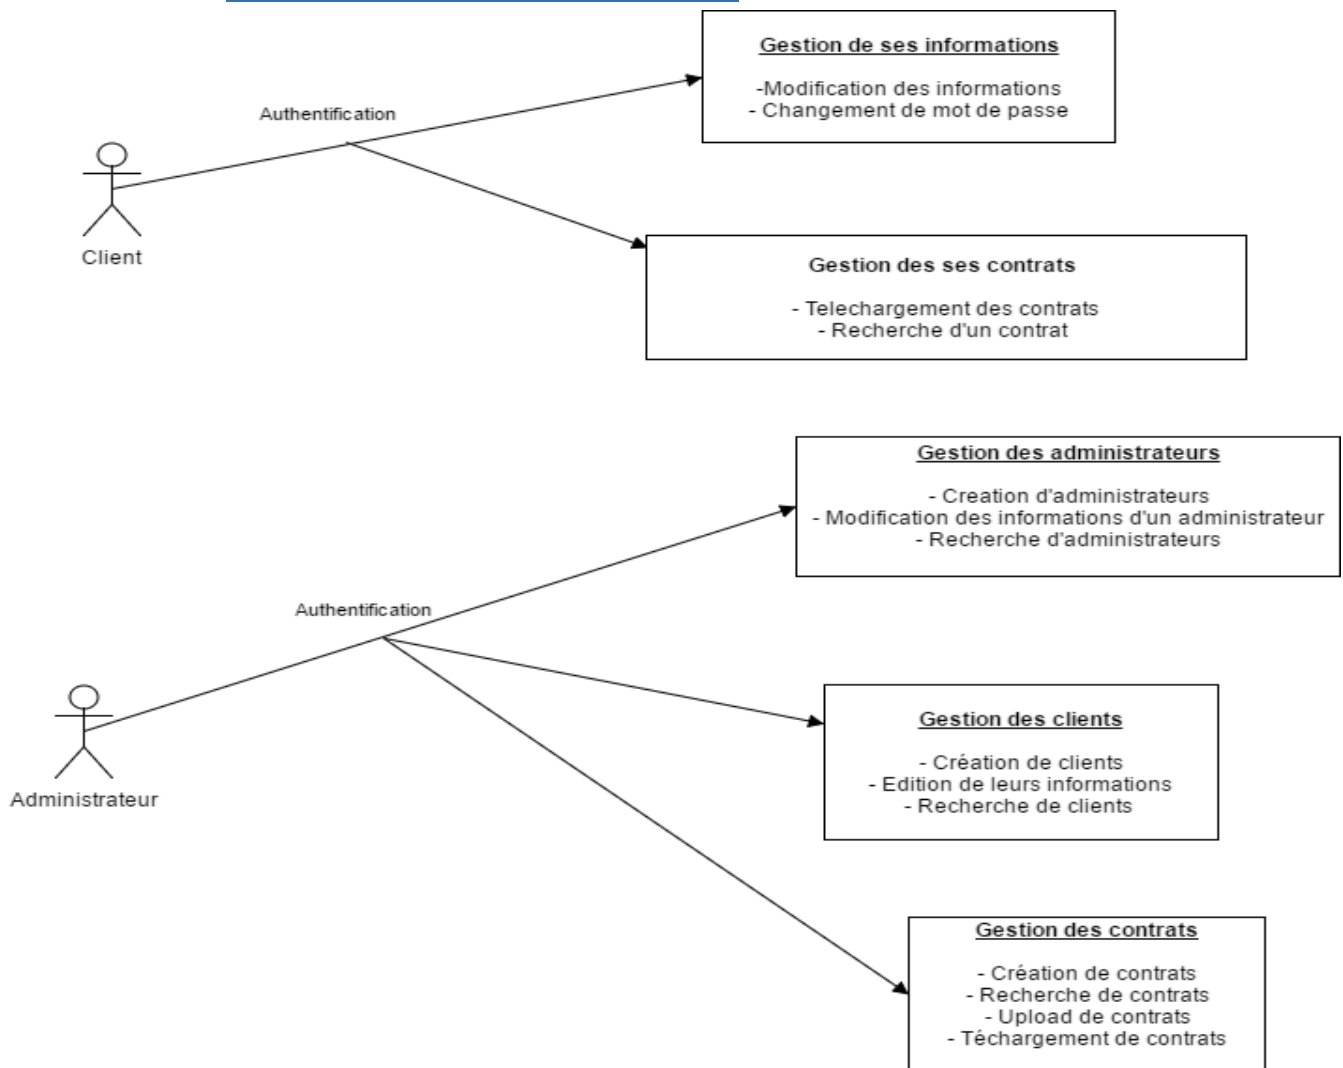 Gestion de ses informations
-Modification des informations
- Changement de mot de passe
Authentification
Client
Gestion des ses contrats
- Telechargement des contrats
- Recherche d'un contrat
Gestion des administrateurs
- Creation d'administrateurs
- Modification des informations d'un administrateur
- Recherche d'administrateurs
Authentification
Administrateur
Gestion des clients
- Création de clients
- Edition de leurs informations
- Recherche de clients
Gestion des contrats
- Création de contrats
- Recherche de contrats
- Upload de contrats
- Téchargement de contrats